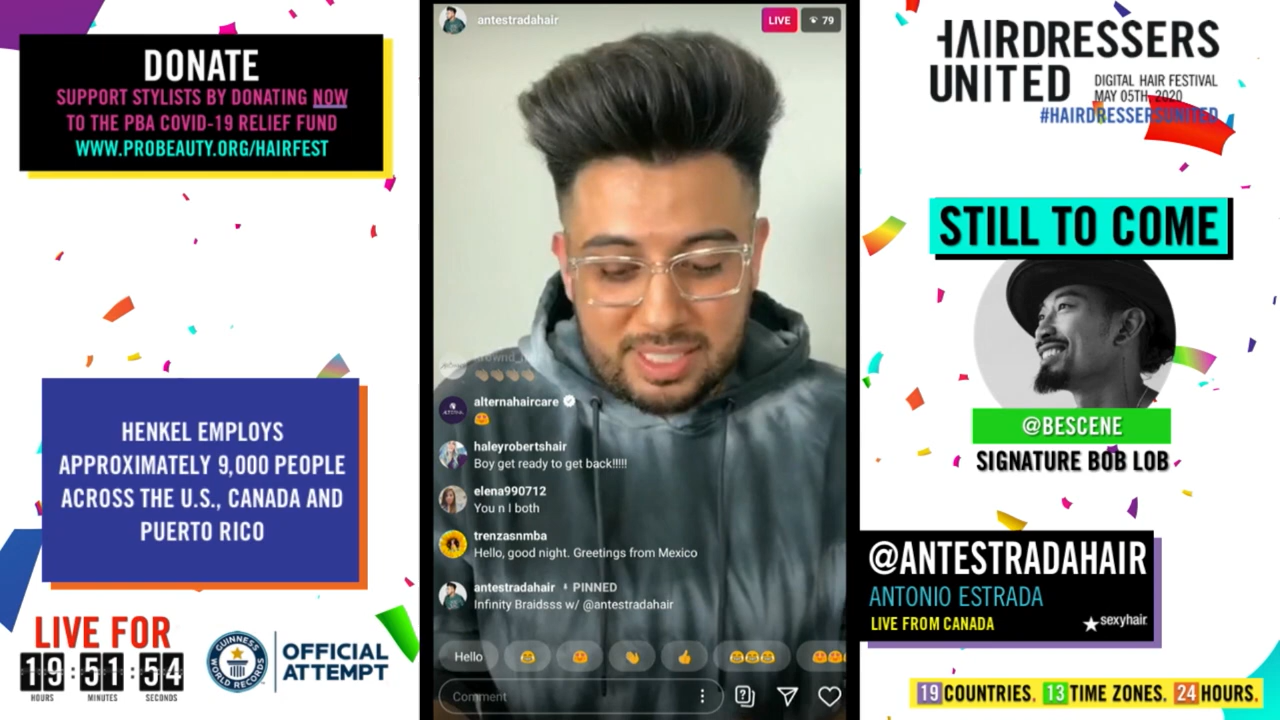 DONATE
SUPPORT STYLISTS BY DONATING NOW
TO THE PBA COVID-19 RELIEF FUND
WWW.PROBEAUTY.ORG/HAIRFEST
HENKEL EMPLOYS
APPROXIMATELY 9,000 PEOPLE
ACROSS THE U.S., CANADA AND
PUERTO RICO
LIVE FOR
19:51:54
HOURS MINUTES SECONDS
GUINNESS
WORLD RECORDS
OFFICIAL
ATTEMPT
antestradahair
LIVE
79
alternahaircare
haleyrobertshair
Boy get ready to get back!!!!!
elena990712
You n I both
trenzasnmba
Hello, good night. Greetings from Mexico
antestradahair PINNED
Infinity Braidsss w/ @antestradahair
Hello
Comment
HAIRDRESSERS
UNITED
DIGITAL HAIR FESTIVAL
MAY 05TH, 2020
#HAIRDRESSERSUNITED
STILL TO COME
@BESCENE
SIGNATURE BOB LOB
@ANTESTRADAHAIR
ANTONIO ESTRADA
LIVE FROM CANADA
sexyhair
19 COUNTRIES. 13 TIME ZONES. 24 HOURS.